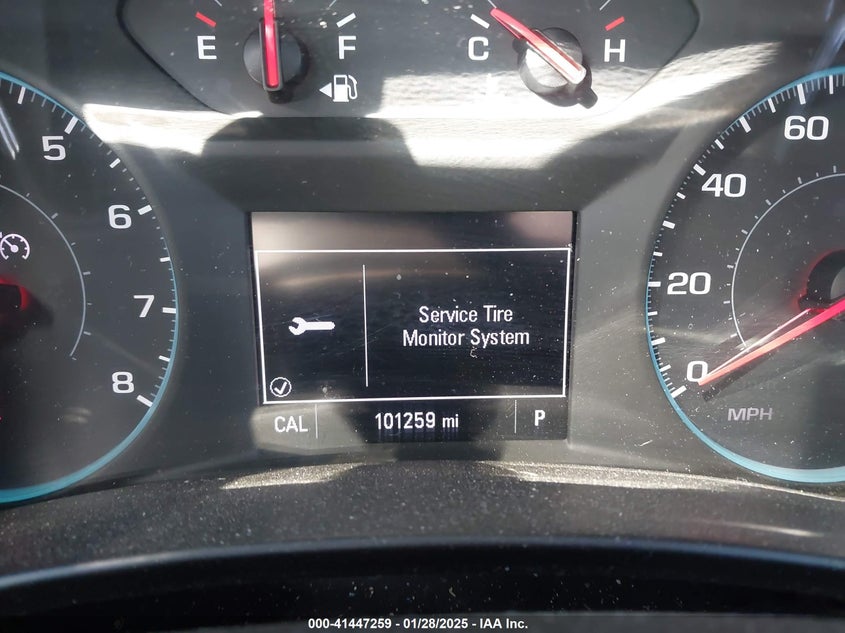 E F C H
5 6 7 8
60 40 20 0
MPH
Service Tire
Monitor System
CAL 101259 mi P
000-41447259 - 01/28/2025 - IAA Inc.